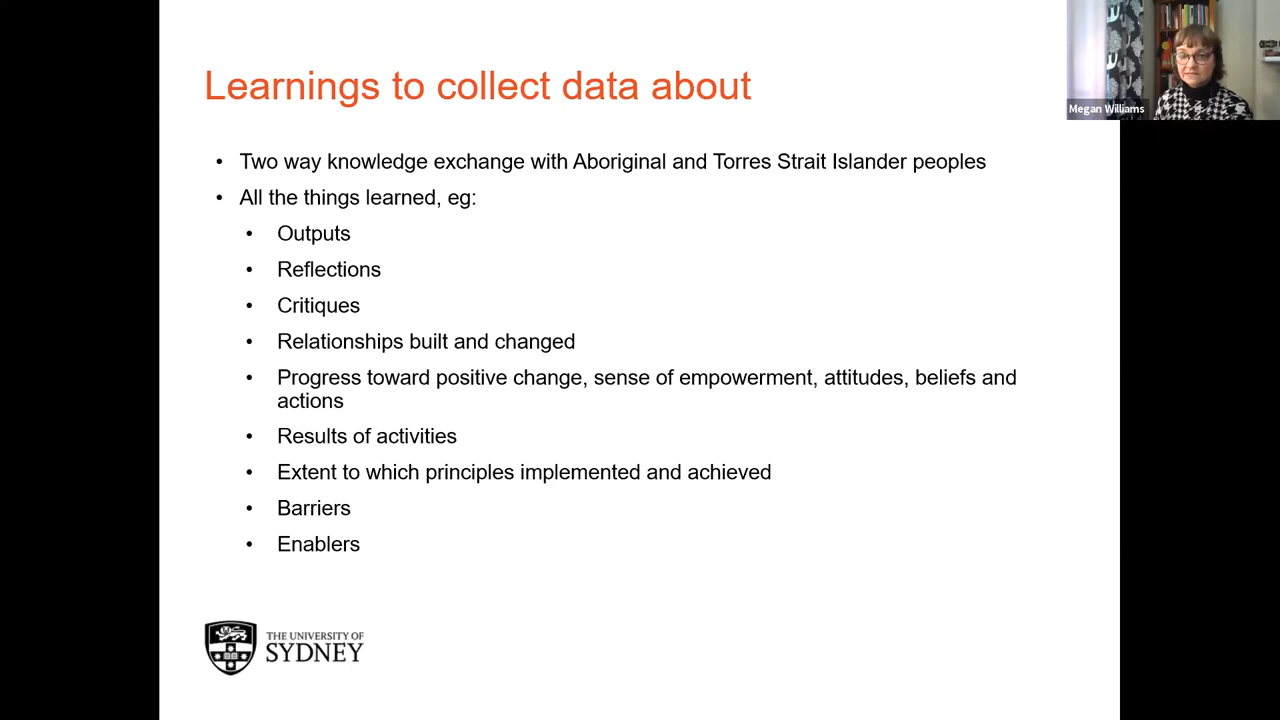 Learnings to collect data about
Megan Williams
• Two way knowledge exchange with Aboriginal and Torres Strait Islander peoples
• All the things learned, eg:
• Outputs
• Reflections
• Critiques
• Relationships built and changed
• Progress toward positive change, sense of empowerment, attitudes, beliefs and
actions
• Results of activities
• Extent to which principles implemented and achieved
• Barriers
• Enablers
THE UNIVERSITY OF
SYDNEY